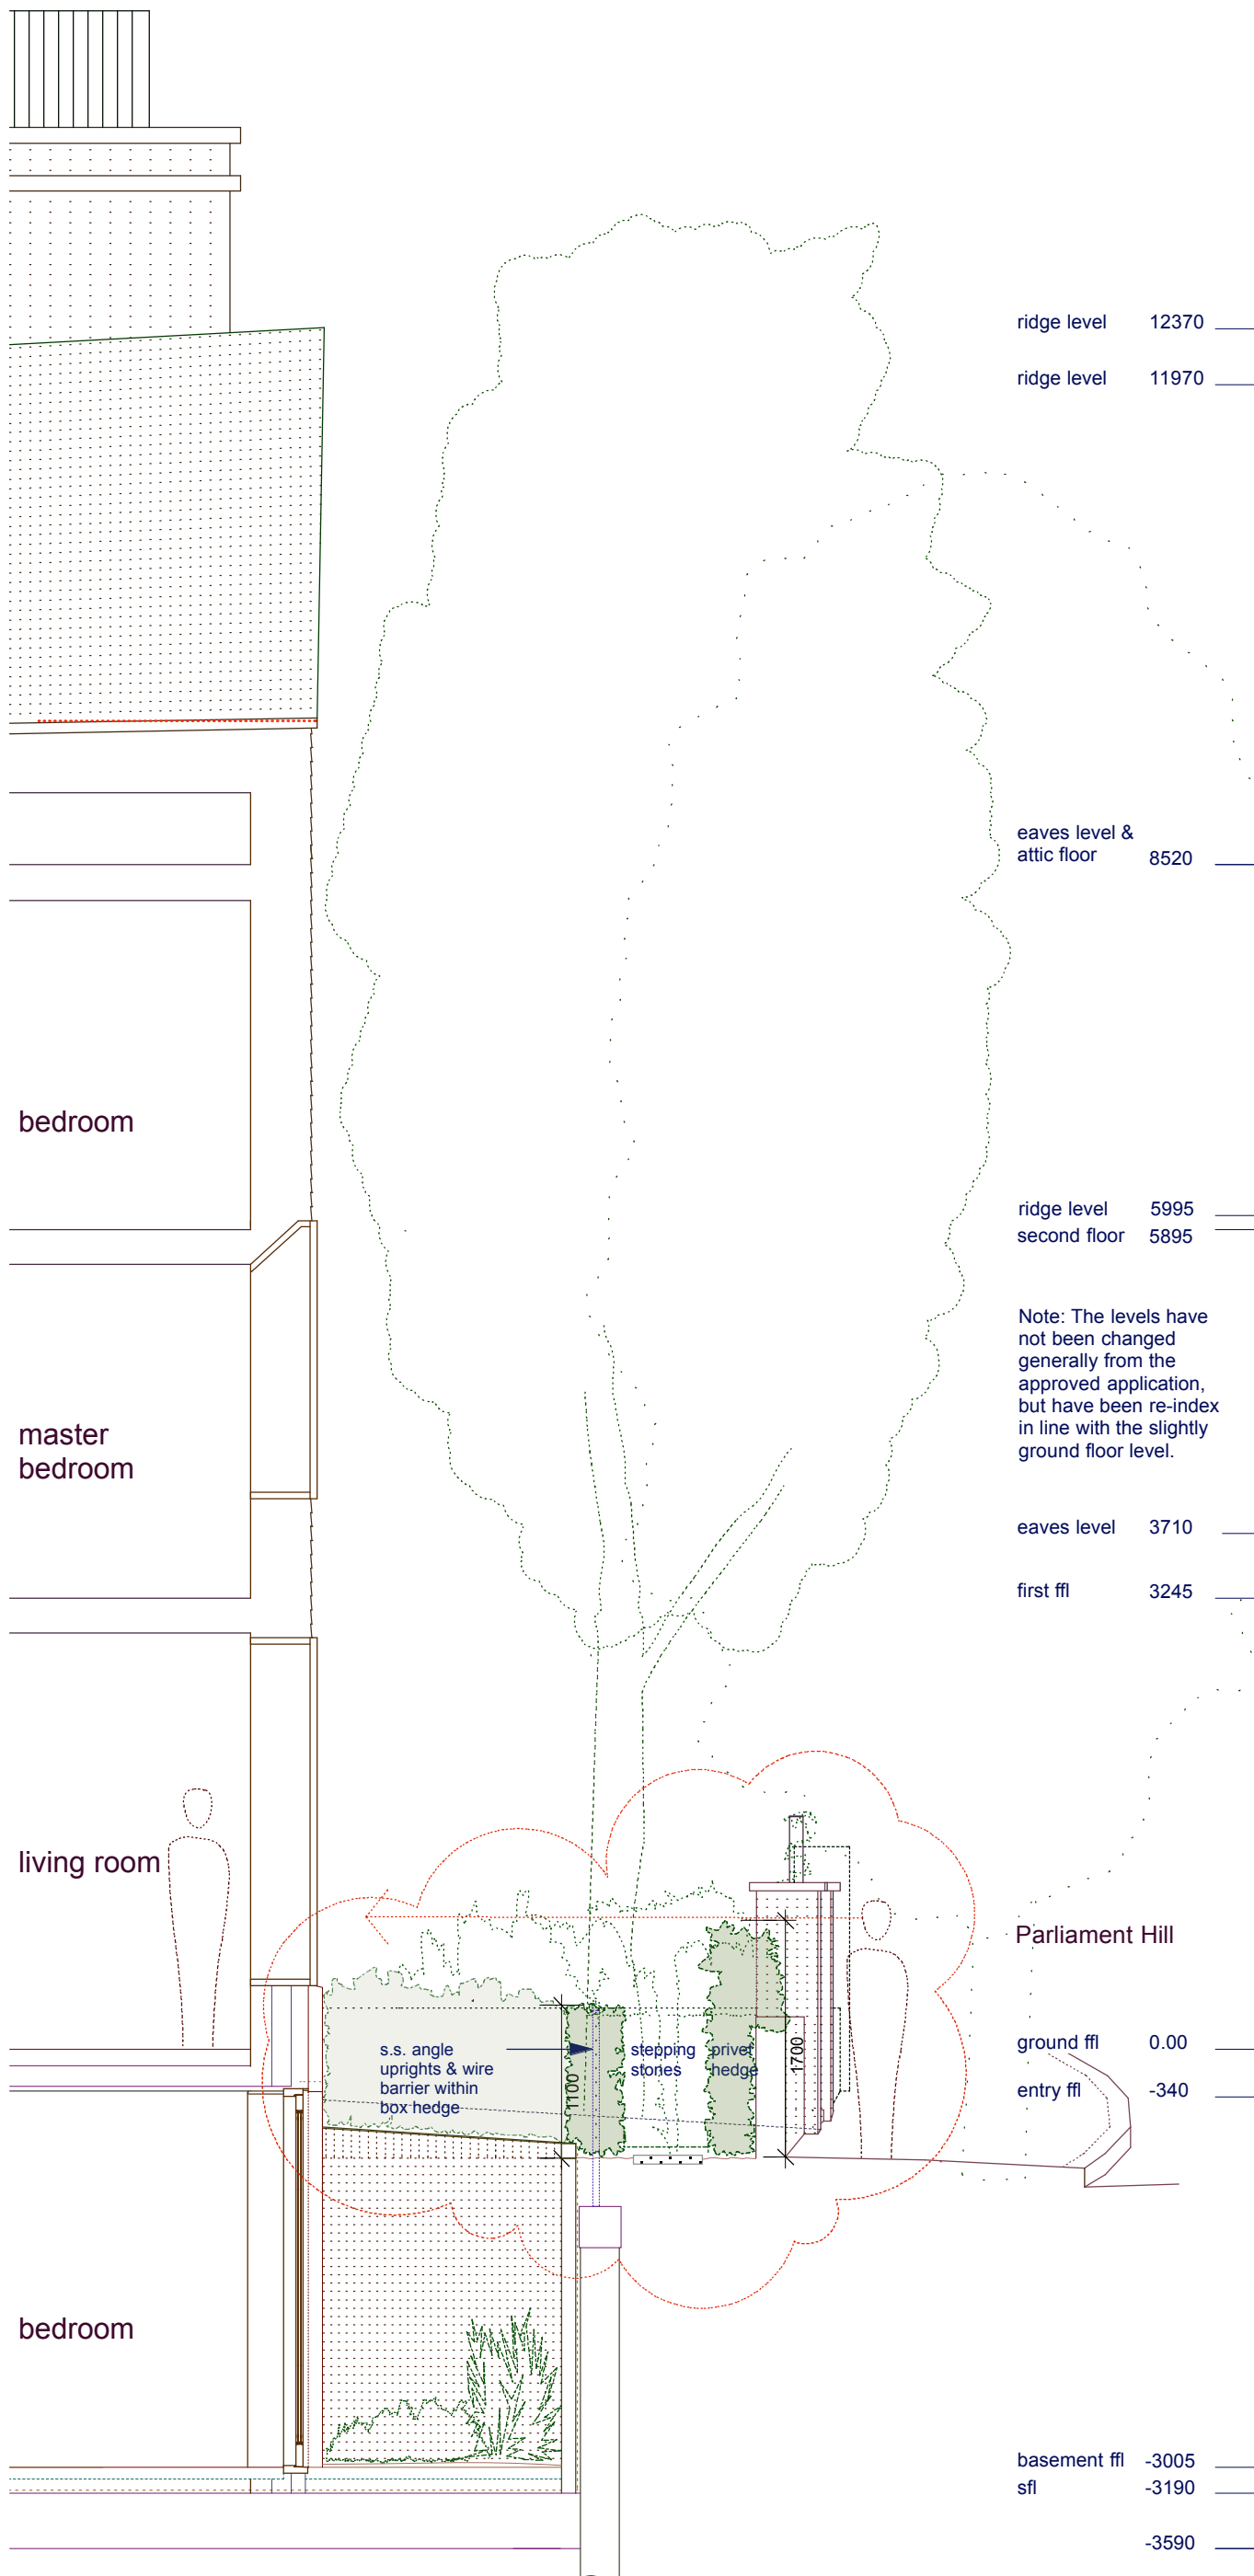 ridge level 12370
ridge level 11970
eaves level &
attic floor 8520
bedroom
ridge level 5995
second floor 5895
Note: The levels have
not been changed
generally from the
approved application,
but have been re-index
in line with the slightly
ground floor level.
master
bedroom
eaves level 3710
first ffl 3245
living room
Parliament Hill
s.s. angle
uprights & wire
barrier within
box hedge
1100
stepping
stones
privet
hedge
1700
ground ffl 0.00
entry ffl -340
bedroom
basement ffl -3005
sfl -3190
-3590